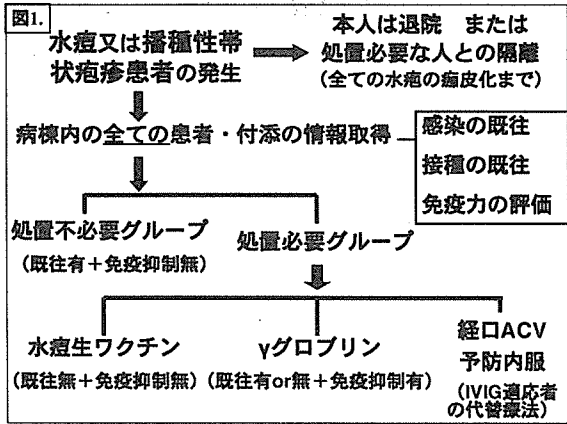 図1.
水痘又は播種性帯
状疱疹患者の発生
本人は退院 または
処置必要な人との隔離
(全ての水疱の痂皮化まで)
病棟内の全ての患者・付添の情報取得
感染の既往
接種の既往
免疫力の評価
処置不必要グループ
(既往有+免疫抑制無)
処置必要グループ
水痘生ワクチン
(既往無+免疫抑制無)
γグロブリン
(既往有or無+免疫抑制有)
経口ACV
予防内服
(IVIG適応者
の代替療法)